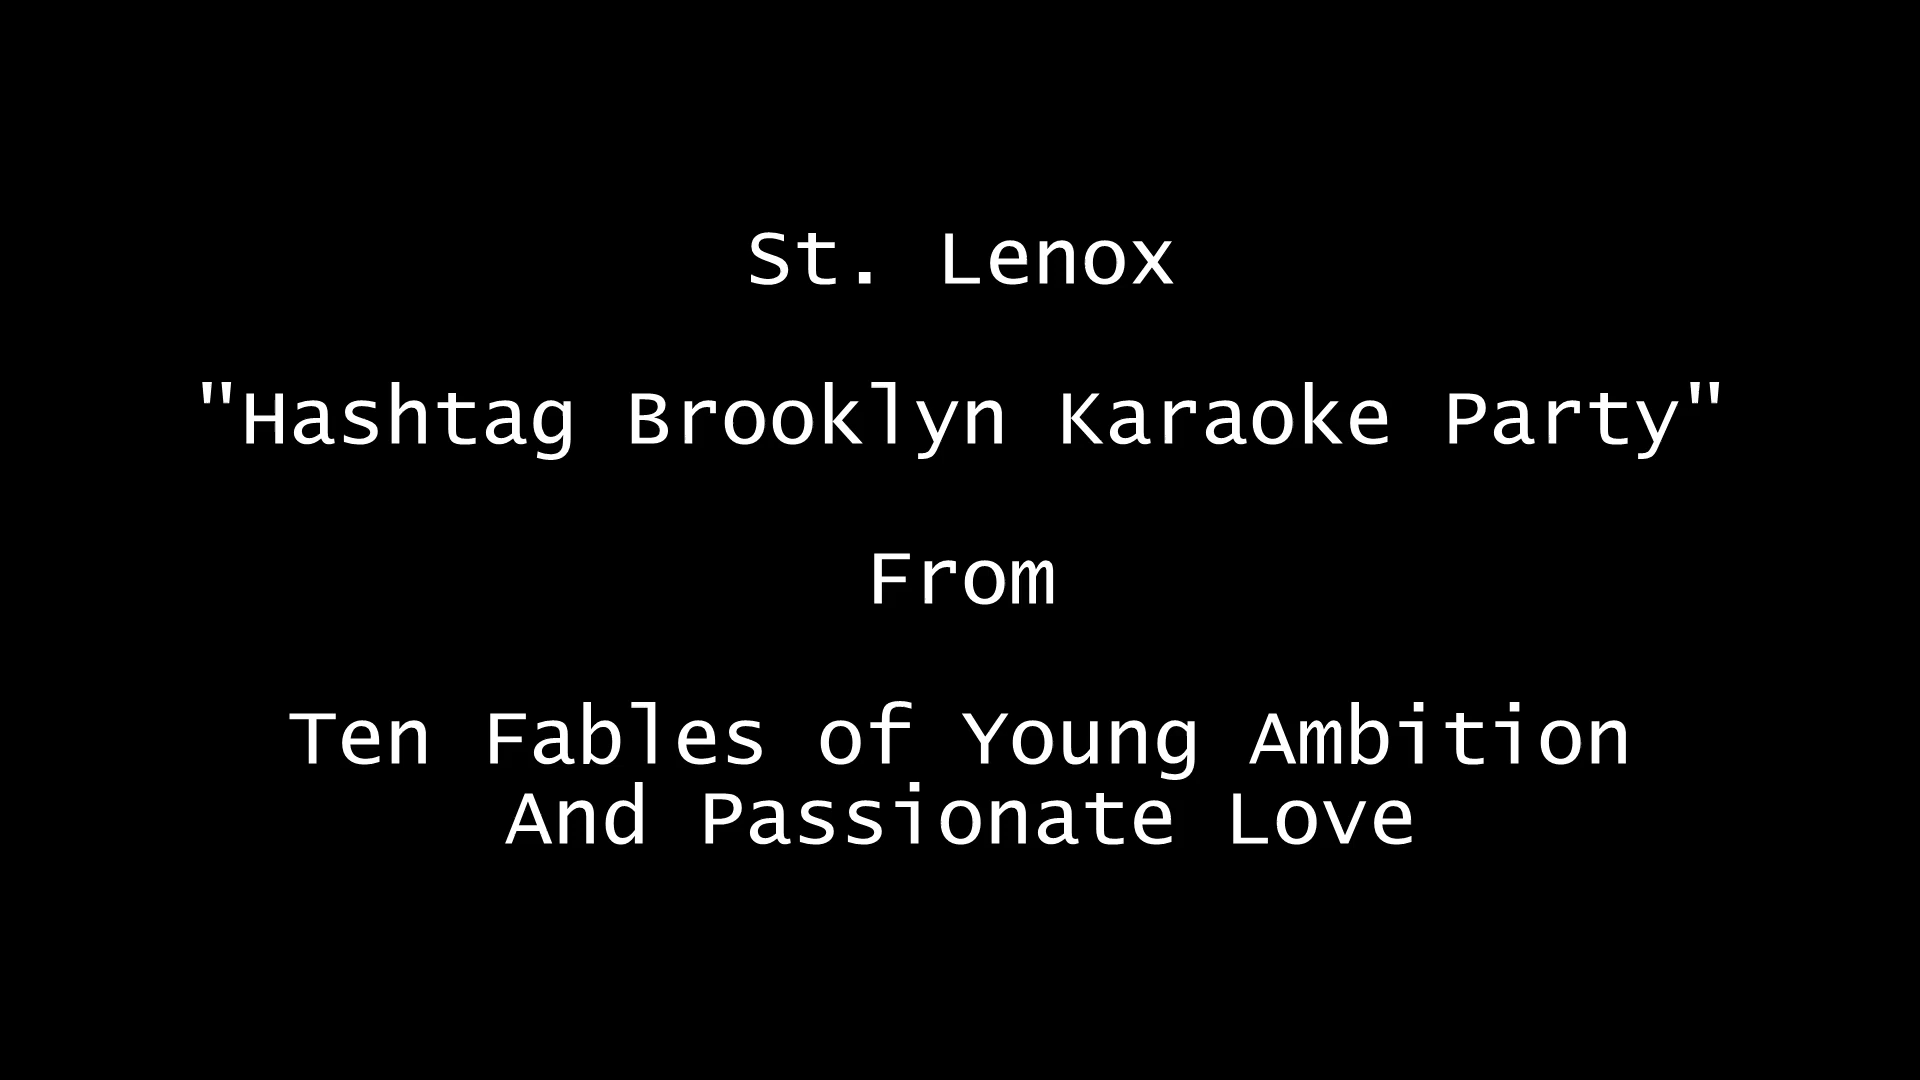 St. Lenox
"Hashtag Brooklyn Karaoke Party"
From
Ten Fables of Young Ambition
And Passionate Love